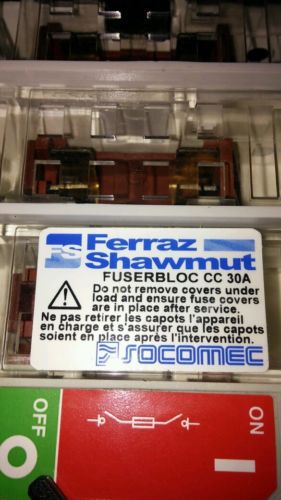 FS Ferraz
Shawmut
FUSERBLOC CC 30A
Do not remove covers under
load and ensure fuse covers
are in place after service.
Ne pas retirer les capots l'appareil
en charge et s'assurer que les capots
soient en place après l'intervention.
socomec
OFF
ON
O
I